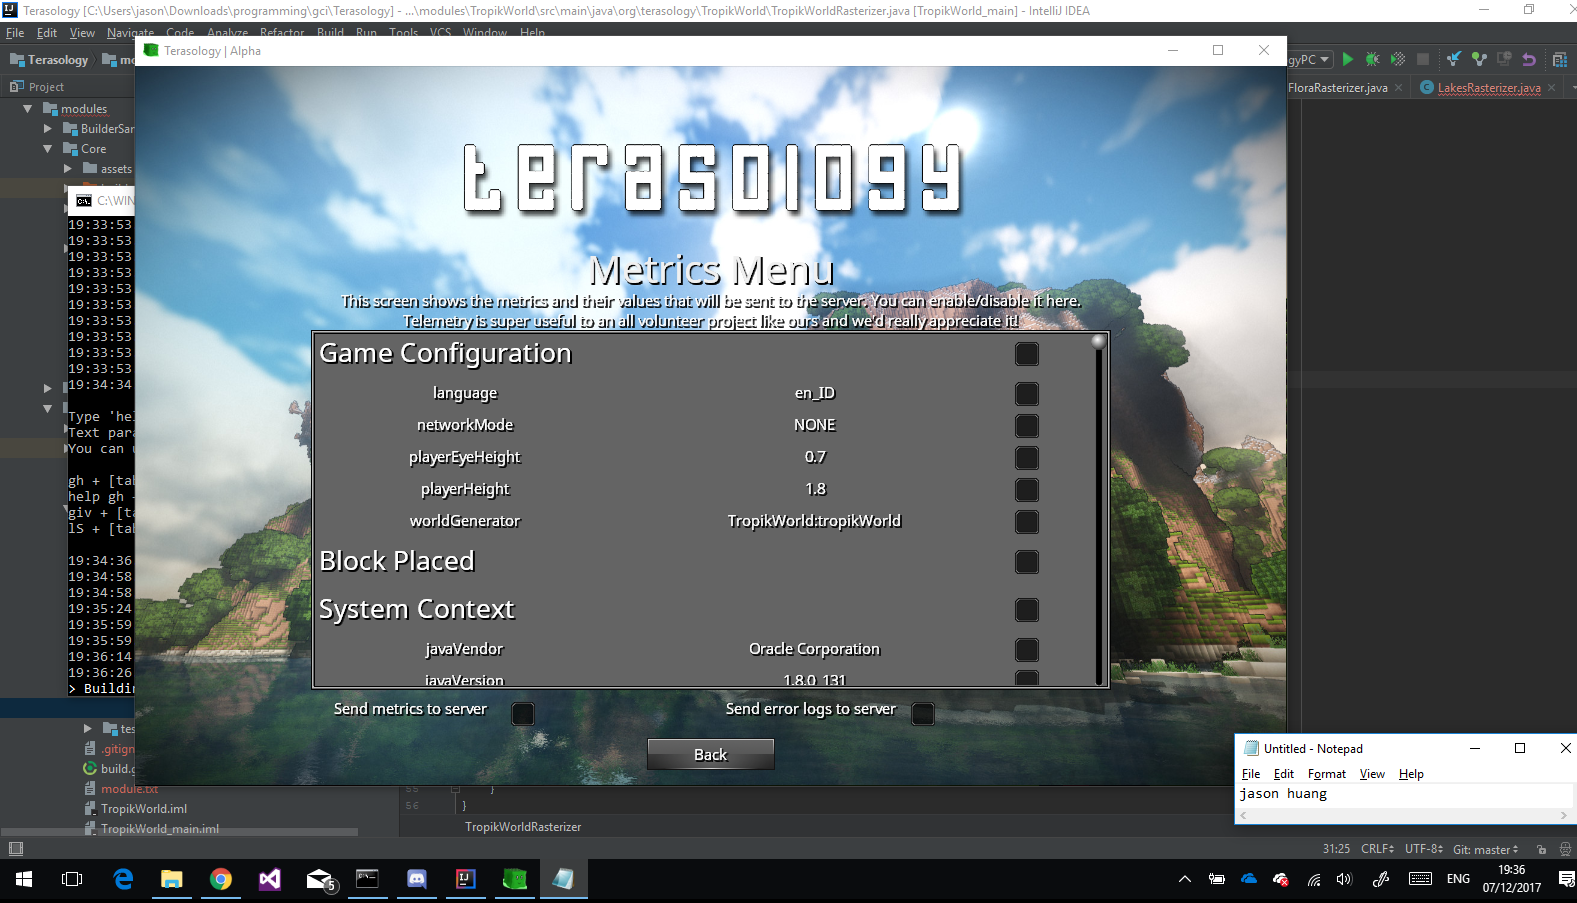 Terasology [C:\Users\jason\Downloads\programming\gci\Terasology] - ...\modules\TropikWorld\src\main\java\org\terasology\TropikWorld\TropikWorldRasterizer.java [TropikWorld_main] - IntelliJ IDEA
File Edit View Navigate Code Analyze Refactor Build Run Tools VCS Window Help
Terasology
Terasology | Alpha
gyPC
Project
FloraRasterizer.java
LakesRasterizer.java
modules
BuilderSar
Core
assets
C:\WIN
terasology
19:33:53
19:33:53
19:33:53
19:33:53
19:33:53
19:33:53
19:33:53
19:33:53
19:33:53
19:33:53
19:34:34
Type 'he
Text para
You can u
gh + [tab
help gh
giv + [ta
lS + [tab
19:34:36
19:34:58
19:34:58
19:35:24
19:35:59
19:35:59
19:36:14
19:36:26
> Buildin
Metrics Menu
This screen shows the metrics and their values that will be sent to the server. You can enable/disable it here.
Telemetry is super useful to an all volunteer project like ours and we'd really appreciate it!
Game Configuration
language en_ID
networkMode NONE
playerEyeHeight 0.7
playerHeight 1.8
worldGenerator TropikWorld:tropikWorld
Block Placed
System Context
javaVendor Oracle Corporation
javaVersion 1.8.0_131
Send metrics to server Send error logs to server
Back
tes
.gitign
build.g
module.txt
TropikWorld.iml
TropikWorld_main.iml
55 }
56 }
TropikWorldRasterizer
Untitled - Notepad
File Edit Format View Help
jason huang
31:25 CRLF UTF-8 Git: master
5
ENG
19:36
07/12/2017